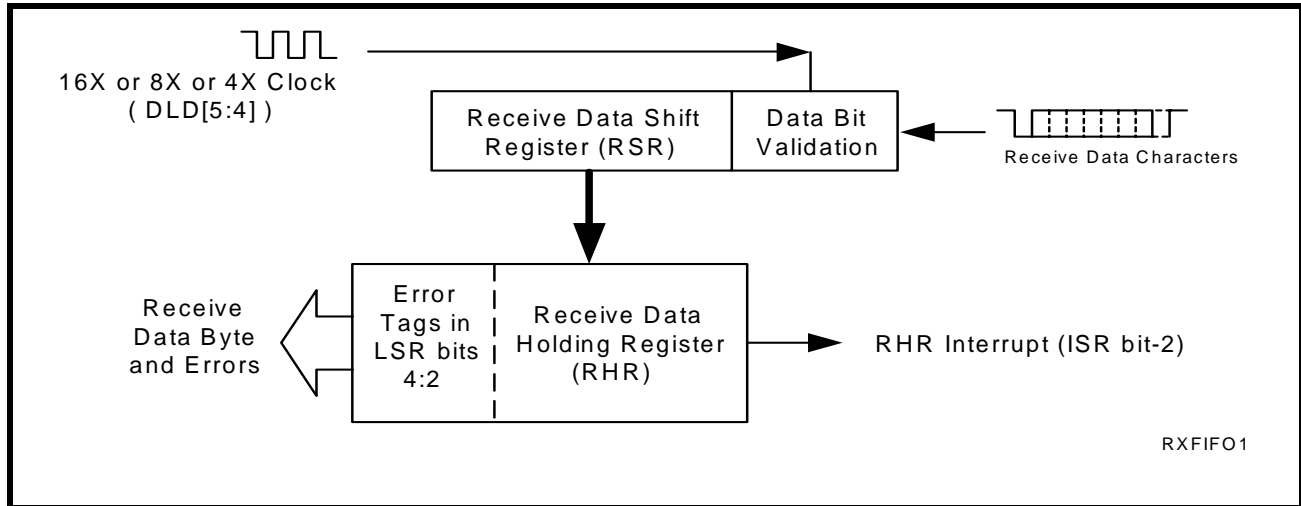 16X or 8X or 4X Clock
( DLD[5:4] )
Receive Data Shift
Register (RSR)
Data Bit
Validation
Receive Data Characters
Receive
Data Byte
and Errors
Error
Tags in
LSR bits
4:2
Receive Data
Holding Register
(RHR)
RHR Interrupt (ISR bit-2)
RXFIFO1